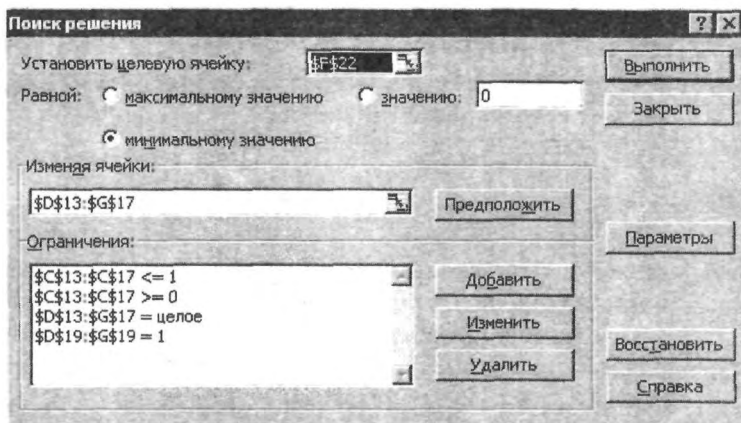 Поиск решения
Установить целевую ячейку: $F$22 Выполнить
Равной: максимальному значению значению: 0 Закрыть
минимальному значению
Изменяя ячейки:
$D$13:$G$17 Предположить
Ограничения: Параметры
$C$13:$C$17 <= 1 Добавить
$C$13:$C$17 >= 0
$D$13:$G$17 = целое Изменить
$D$19:$G$19 = 1 Восстановить
Удалить
Справка